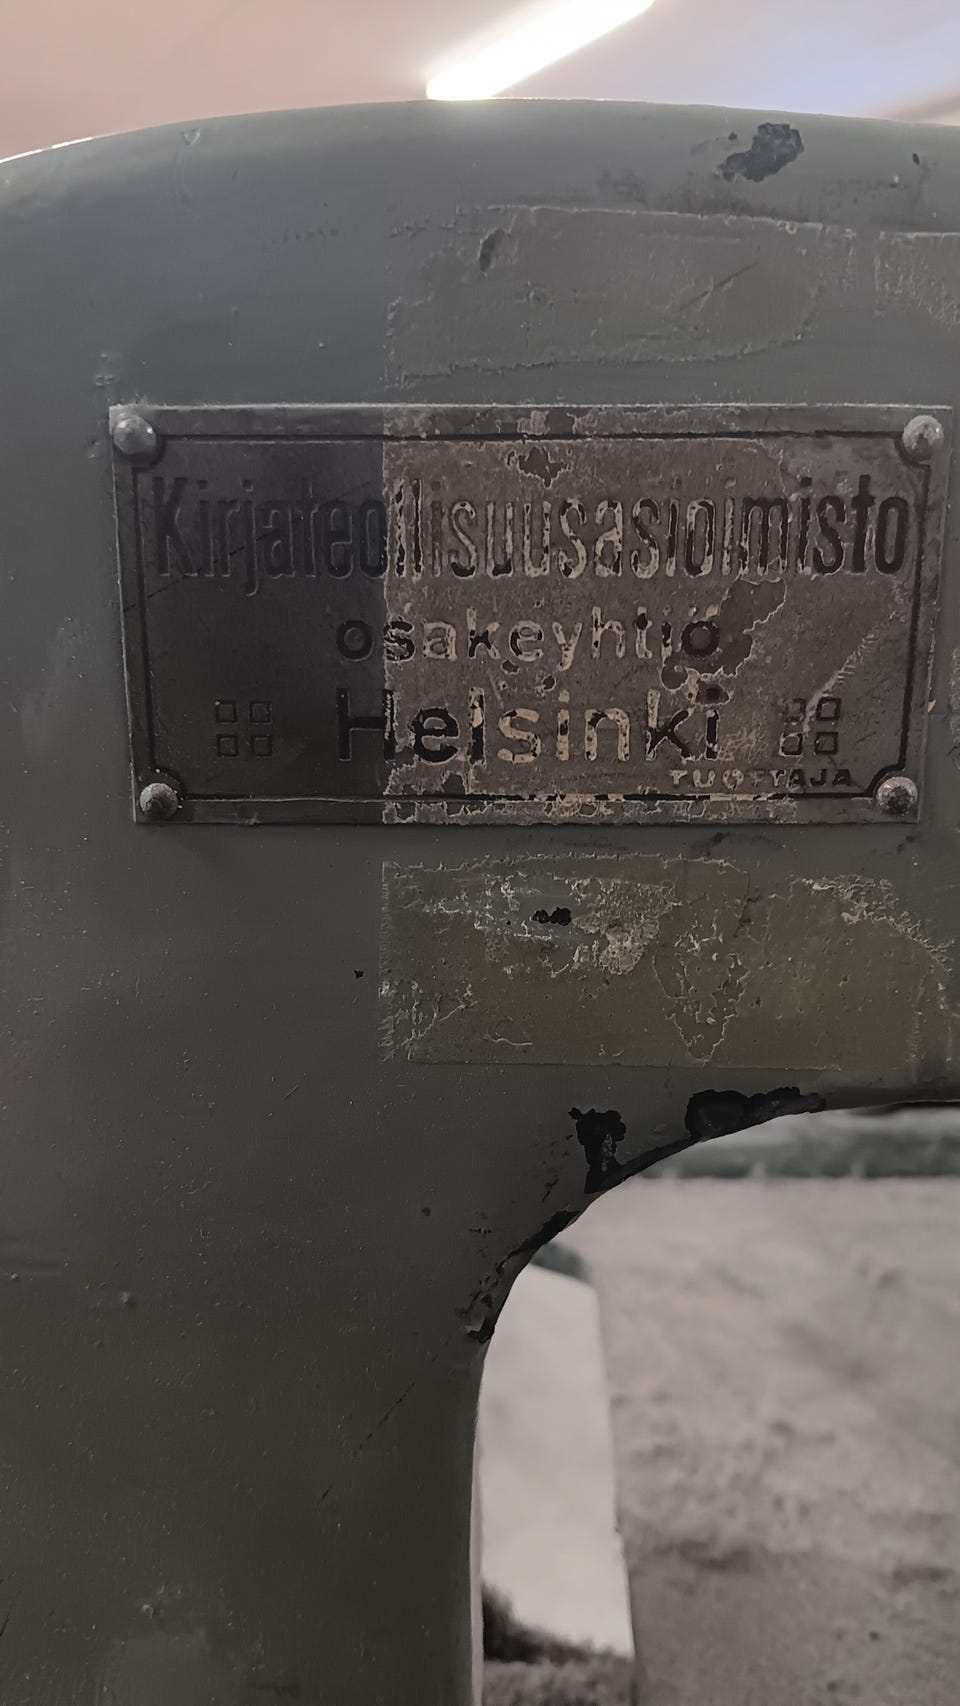 Kirjateollisuusasioimisto
osakeyhtiö
Helsinki
TUOTTAJA